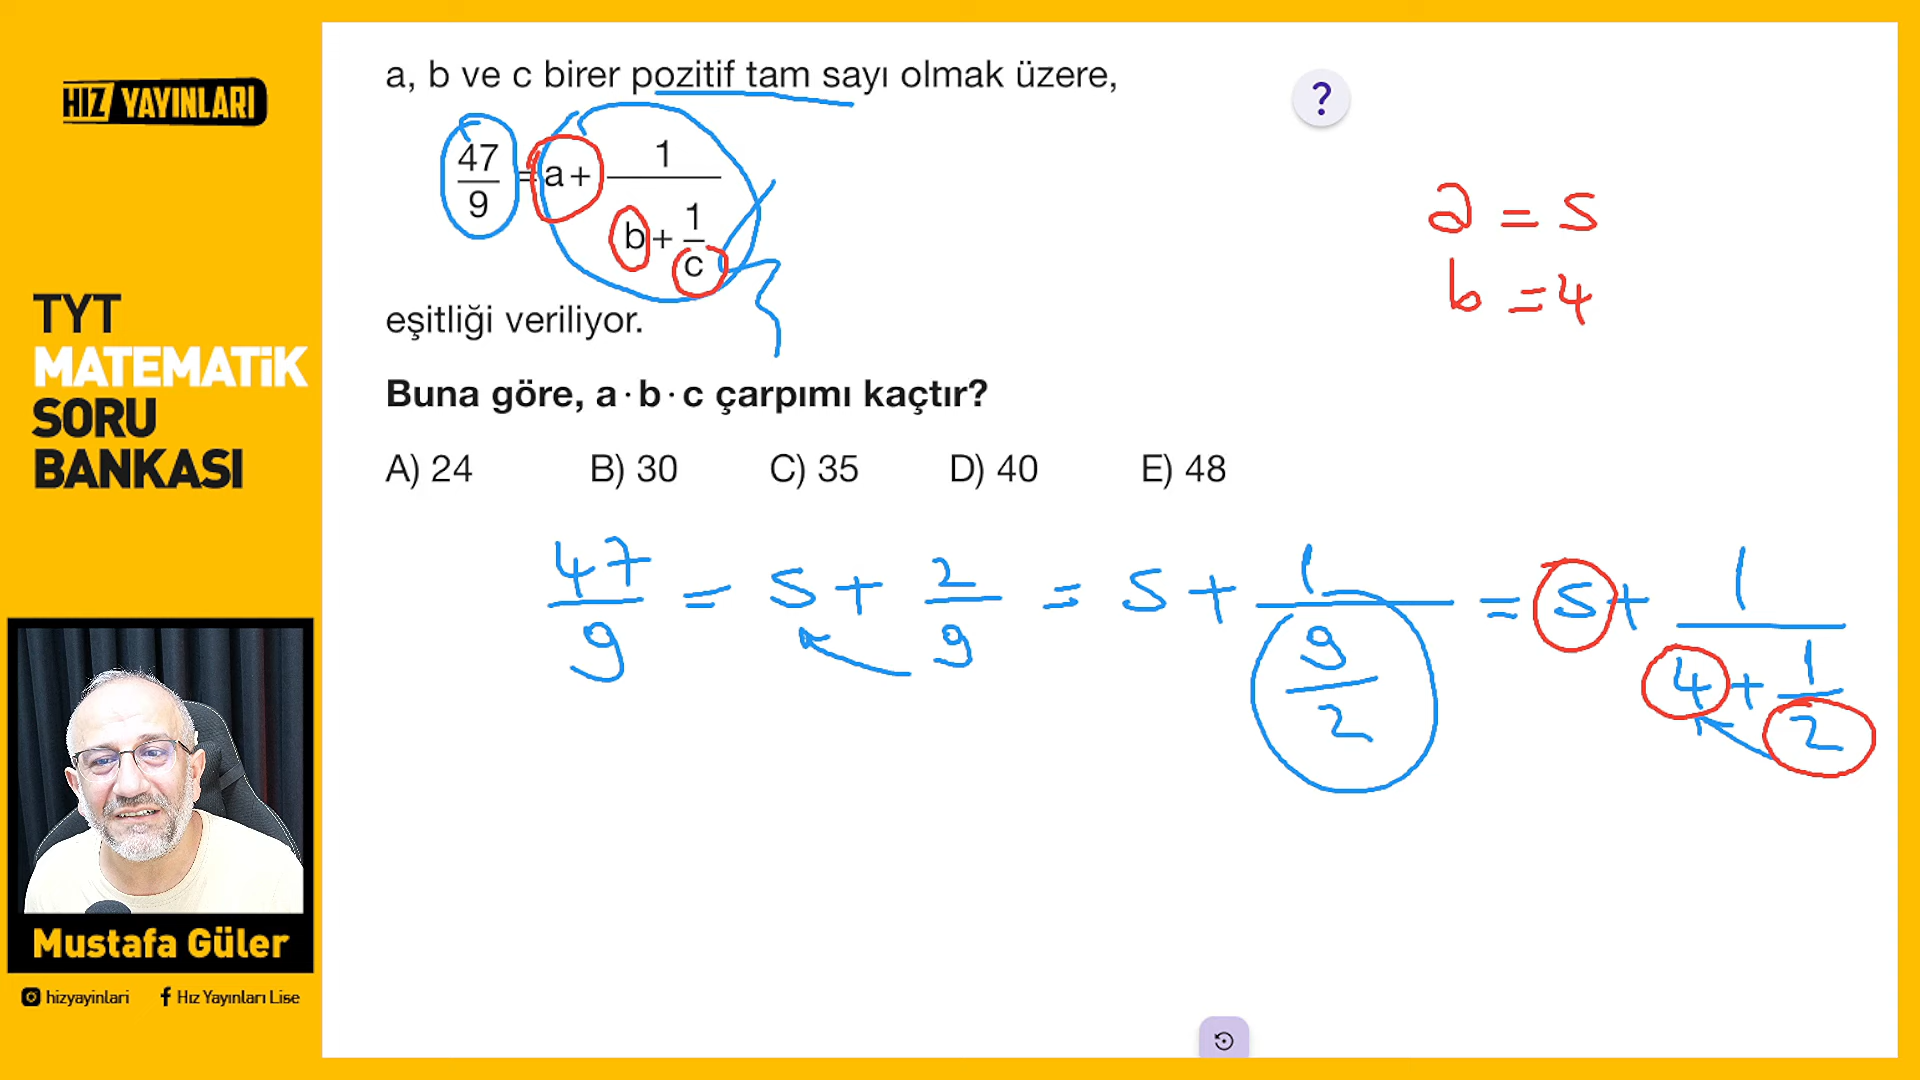 HIZ YAYINLARI
TYT
MATEMATİK
SORU
BANKASI
Mustafa Güler
hizyayinlari
Hız Yayınları Lise
a, b ve c birer pozitif tam sayı olmak üzere,
47/9 = a + 1/(b + 1/c)
eşitliği veriliyor.
Buna göre, a · b · c çarpımı kaçtır?
A) 24 B) 30 C) 35 D) 40 E) 48
?
a = 5
b = 4
47/9 = 5 + 2/9 = 5 + 1/(9/2) = 5 + 1/(4 + 1/2)